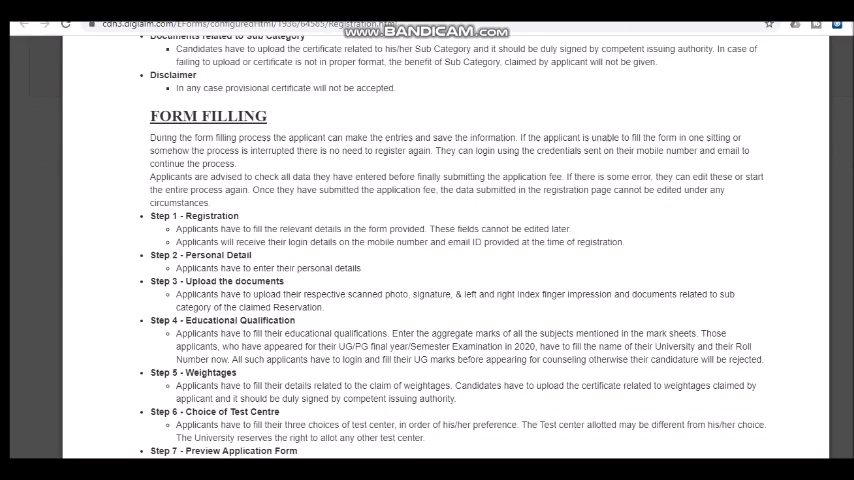 cdn3.digialm.com/EForms/configuredHtml/1936/64585/Registration.html
www.BANDICAM.com
Documents related to Sub Category
Candidates have to upload the certificate related to his/her Sub Category and it should be duly signed by competent issuing authority. In case of
failing to upload or certificate is not in proper format, the benefit of Sub Category, claimed by applicant will not be given.
Disclaimer
In any case provisional certificate will not be accepted.
FORM FILLING
During the form filling process the applicant can make the entries and save the information. If the applicant is unable to fill the form in one sitting or
somehow the process is interrupted there is no need to register again. They can login using the credentials sent on their mobile number and email to
continue the process.
Applicants are advised to check all data they have entered before finally submitting the application fee. If there is some error, they can edit these or start
the entire process again. Once they have submitted the application fee, the data submitted in the registration page cannot be edited under any
circumstances.
Step 1 - Registration
Applicants have to fill the relevant details in the form provided. These fields cannot be edited later.
Applicants will receive their login details on the mobile number and email ID provided at the time of registration.
Step 2 - Personal Detail
Applicants have to enter their personal details
Step 3 - Upload the documents
Applicants have to upload their respective scanned photo, signature, & left and right Index finger impression and documents related to sub
category of the claimed Reservation.
Step 4 - Educational Qualification
Applicants have to fill their educational qualifications. Enter the aggregate marks of all the subjects mentioned in the mark sheets. Those
applicants, who have appeared for their UG/PG final year/Semester Examination in 2020, have to fill the name of their University and their Roll
Number now. All such applicants have to login and fill their UG marks before appearing for counseling otherwise their candidature will be rejected.
Step 5 - Weightages
Applicants have to fill their details related to the claim of weightages. Candidates have to upload the certificate related to weightages claimed by
applicant and it should be duly signed by competent issuing authority.
Step 6 - Choice of Test Centre
Applicants have to fill their three choices of test center, in order of his/her preference. The Test center allotted may be different from his/her choice.
The University reserves the right to allot any other test center.
Step 7 - Preview Application Form